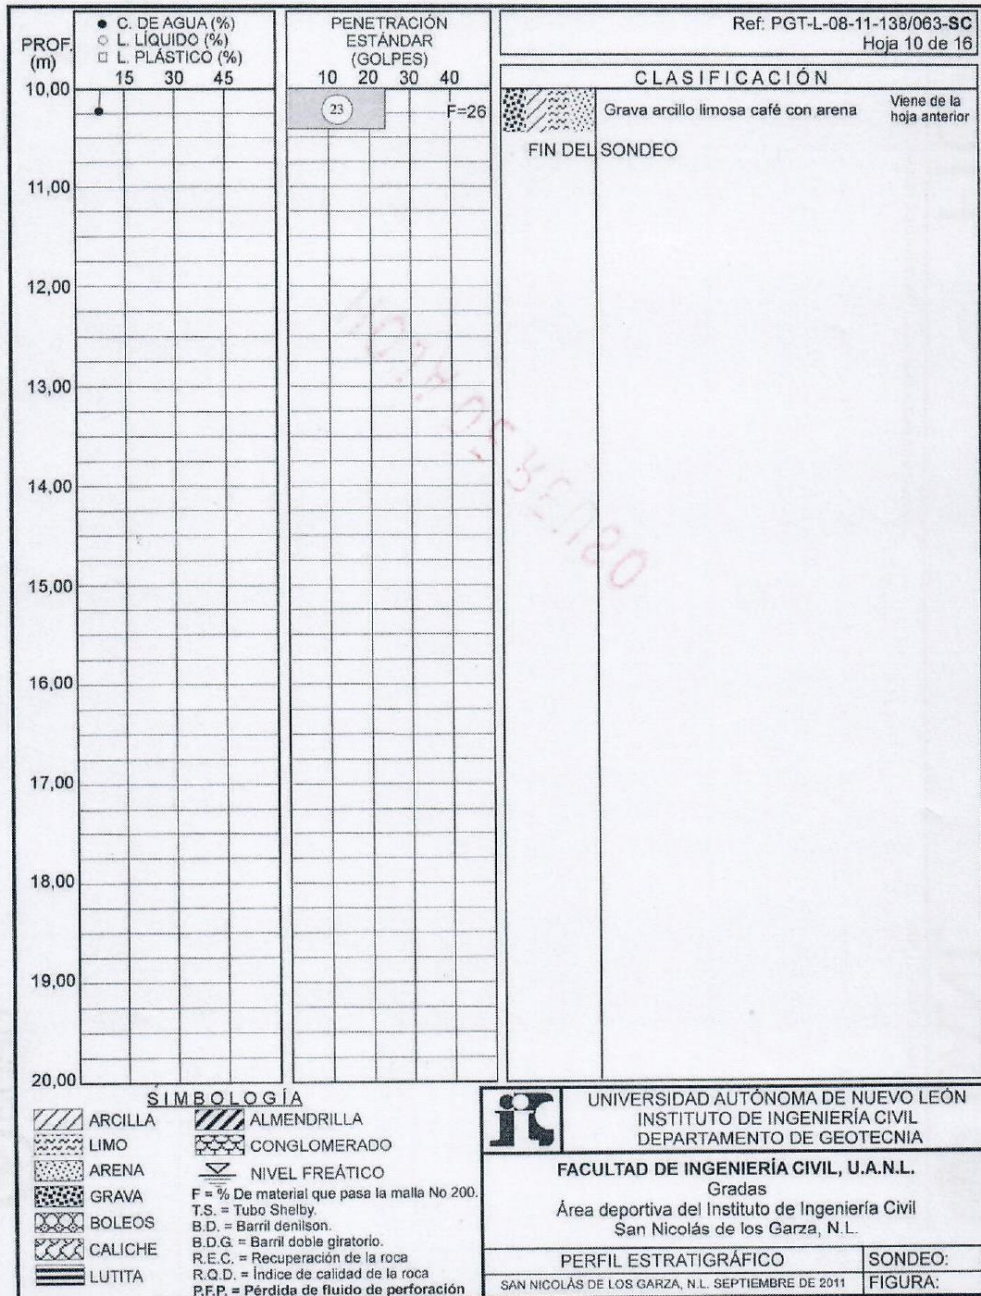 PROF.
(m)
● C. DE AGUA (%)
○ L. LÍQUIDO (%)
□ L. PLÁSTICO (%)
15 30 45
PENETRACIÓN
ESTÁNDAR
(GOLPES)
10 20 30 40
Ref: PGT-L-08-11-138/063-SC
Hoja 10 de 16
CLASIFICACIÓN
10,00
23
F=26
Grava arcillo limosa café con arena
Viene de la
hoja anterior
FIN DEL SONDEO
11,00
12,00
13,00
14,00
15,00
16,00
17,00
18,00
19,00
20,00
SIMBOLOGÍA
ARCILLA
LIMO
ARENA
GRAVA
BOLEOS
CALICHE
LUTITA
ALMENDRILLA
CONGLOMERADO
NIVEL FREÁTICO
F = % De material que pasa la malla No 200.
T.S. = Tubo Shelby.
B.D. = Barril denilson.
B.D.G. = Barril doble giratorio.
R.E.C. = Recuperación de la roca
R.Q.D. = Índice de calidad de la roca
P.F.P. = Pérdida de fluido de perforación
UNIVERSIDAD AUTÓNOMA DE NUEVO LEÓN
INSTITUTO DE INGENIERÍA CIVIL
DEPARTAMENTO DE GEOTECNIA
FACULTAD DE INGENIERÍA CIVIL, U.A.N.L.
Gradas
Área deportiva del Instituto de Ingeniería Civil
San Nicolás de los Garza, N.L.
PERFIL ESTRATIGRÁFICO
SONDEO:
SAN NICOLÁS DE LOS GARZA, N.L. SEPTIEMBRE DE 2011
FIGURA: